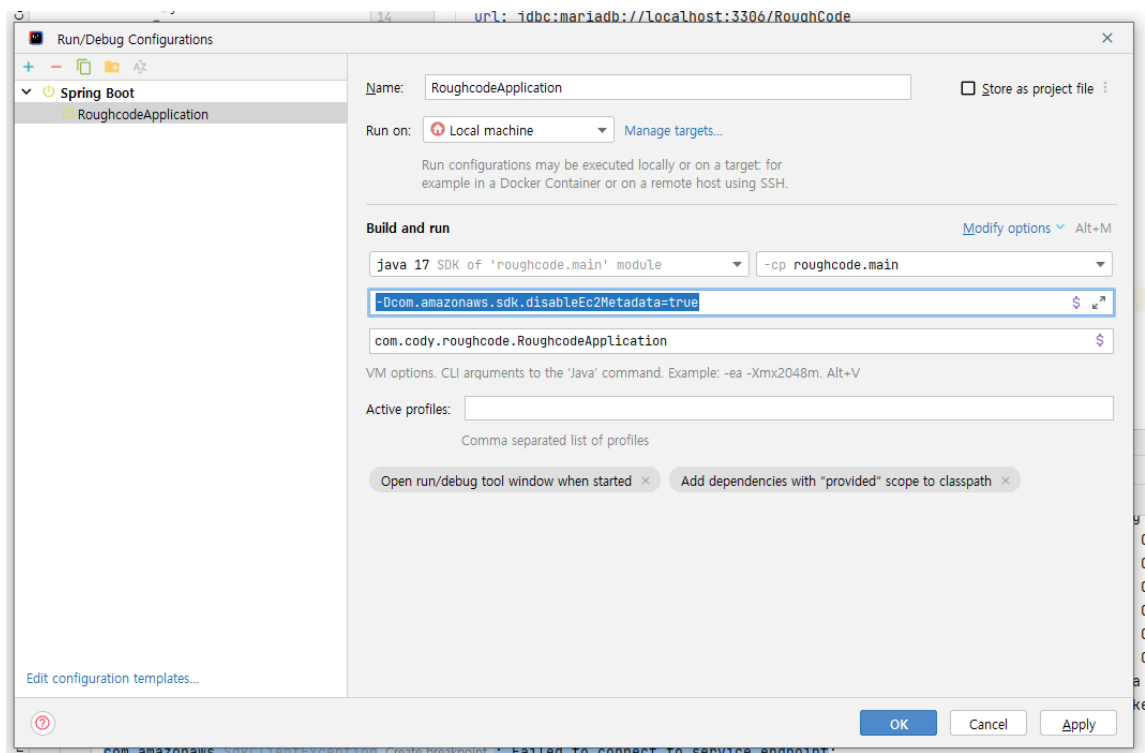 14 url: jdbc:mariadb://localhost:3306/RoughCode
Run/Debug Configurations
Spring Boot
RoughcodeApplication
Name: RoughcodeApplication Store as project file
Run on: Local machine Manage targets...
Run configurations may be executed locally or on a target: for
example in a Docker Container or on a remote host using SSH.
Build and run Modify options Alt+M
java 17 SDK of 'roughcode.main' module -cp roughcode.main
-Dcom.amazonaws.sdk.disableEc2Metadata=true
com.cody.roughcode.RoughcodeApplication
VM options. CLI arguments to the 'Java' command. Example: -ea -Xmx2048m. Alt+V
Active profiles:
Comma separated list of profiles
Open run/debug tool window when started × Add dependencies with "provided" scope to classpath ×
Edit configuration templates...
? OK Cancel Apply
com.amazonaws.SdkClientException Create breakpoint : Failed to connect to service endpoint: